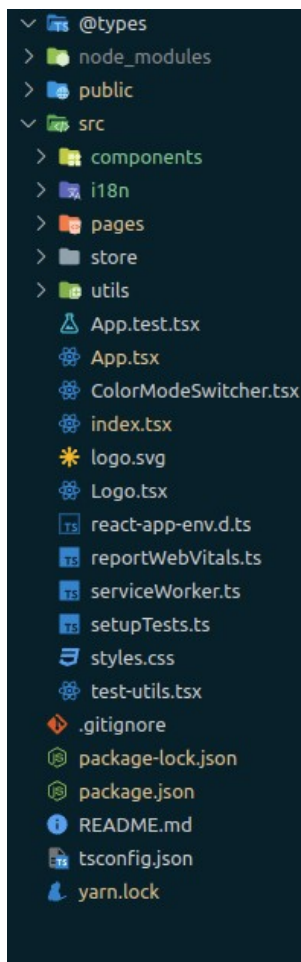 @types
node_modules
public
src
components
i18n
pages
store
utils
App.test.tsx
App.tsx
ColorModeSwitcher.tsx
index.tsx
logo.svg
Logo.tsx
react-app-env.d.ts
reportWebVitals.ts
serviceWorker.ts
setupTests.ts
styles.css
test-utils.tsx
.gitignore
package-lock.json
package.json
README.md
tsconfig.json
yarn.lock